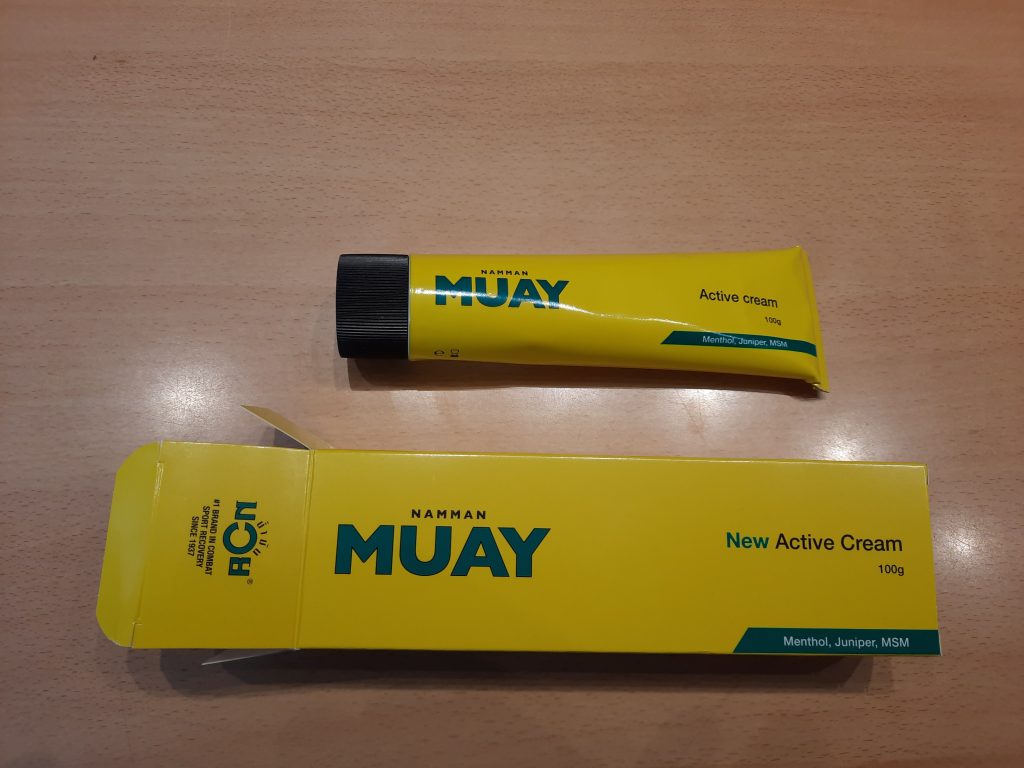 NAMMAN
MUAY
Active cream
100g
Menthol, Juniper, MSM
#1 BRAND IN COMBAT
SPORT RECOVERY
SINCE 1937
NAMMAN
MUAY
New Active Cream
100g
Menthol, Juniper, MSM